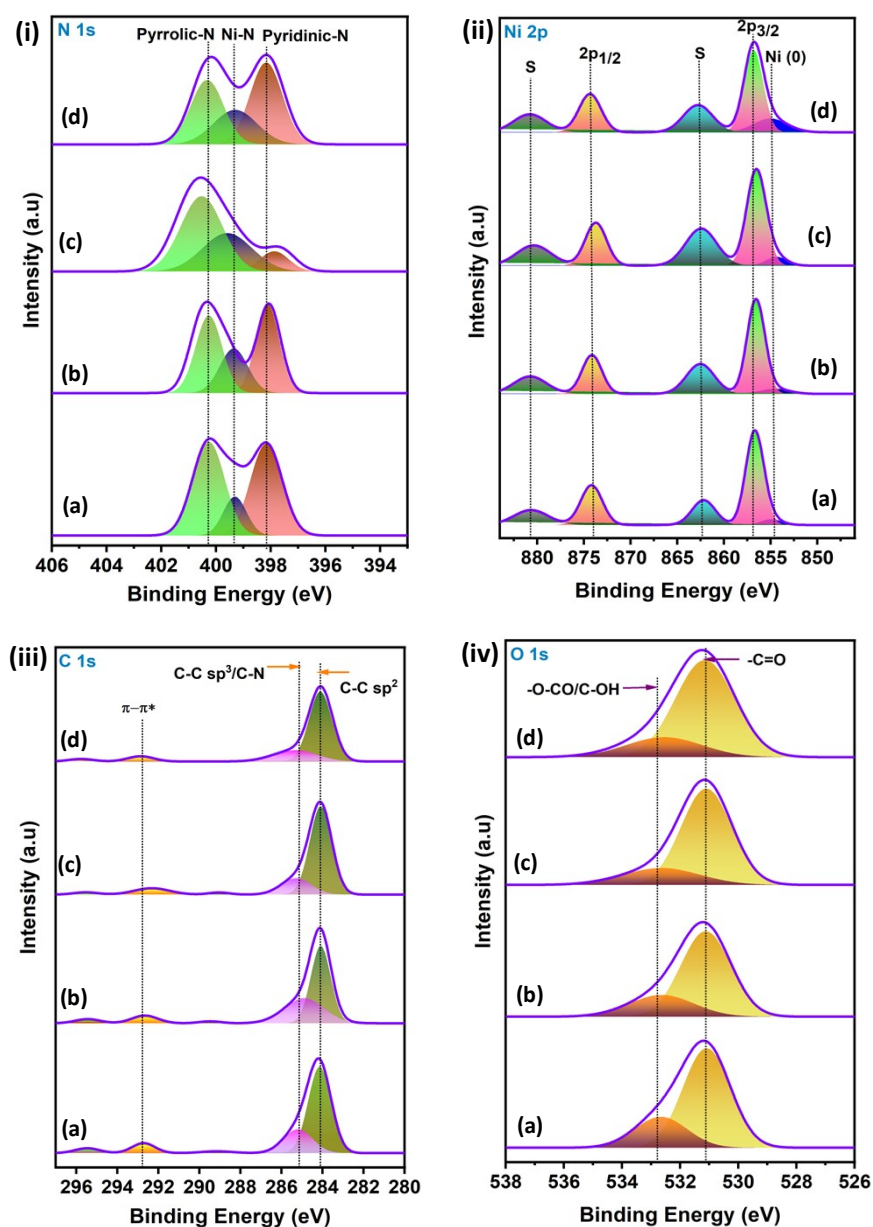 (i)
N 1s
Pyrrolic-N Ni-N Pyridinic-N
(d)
(c)
(b)
(a)
Intensity (a.u)
406 404 402 400 398 396 394
Binding Energy (eV)
(ii)
Ni 2p
S 2p1/2 S 2p3/2 Ni (0)
(d)
(c)
(b)
(a)
Intensity (a.u)
880 875 870 865 860 855 850
Binding Energy (eV)
(iii)
C 1s
C-C sp³/C-N
C-C sp²
π−π*
(d)
(c)
(b)
(a)
Intensity (a.u)
296 294 292 290 288 286 284 282 280
Binding Energy (eV)
(iv)
O 1s
-C=O
-O-CO/C-OH
(d)
(c)
(b)
(a)
Intensity (a.u)
538 536 534 532 530 528 526
Binding Energy (eV)